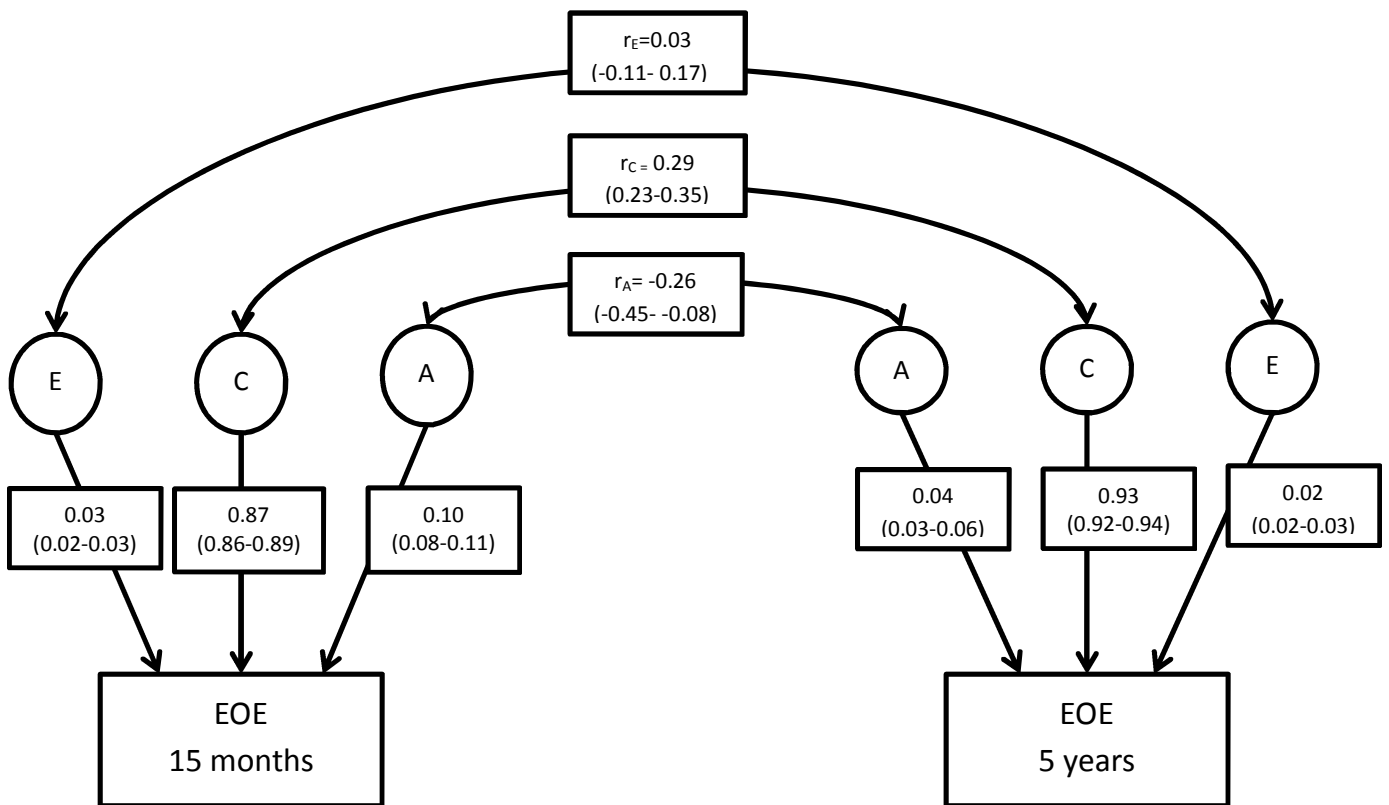 rE=0.03
(-0.11- 0.17)
rC = 0.29
(0.23-0.35)
rA= -0.26
(-0.45- -0.08)
E
C
A
A
C
E
0.03
(0.02-0.03)
0.87
(0.86-0.89)
0.10
(0.08-0.11)
0.04
(0.03-0.06)
0.93
(0.92-0.94)
0.02
(0.02-0.03)
EOE
15 months
EOE
5 years